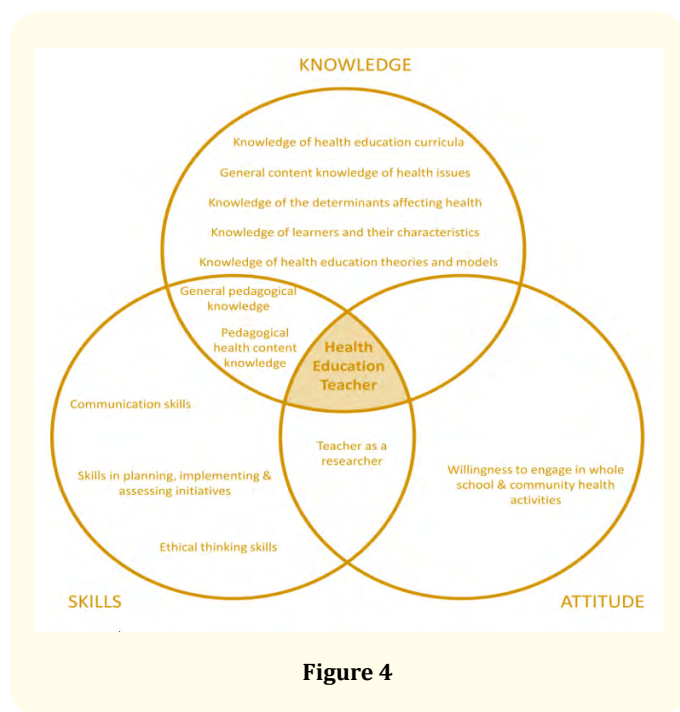 KNOWLEDGE
Knowledge of health education curricula
General content knowledge of health issues
Knowledge of the determinants affecting health
Knowledge of learners and their characteristics
Knowledge of health education theories and models
General pedagogical
knowledge
Pedagogical
health content
knowledge
Health
Education
Teacher
Communication skills
Teacher as a
researcher
Skills in planning, implementing &
assessing initiatives
Willingness to engage in whole
school & community health
activities
Ethical thinking skills
SKILLS
ATTITUDE
Figure 4